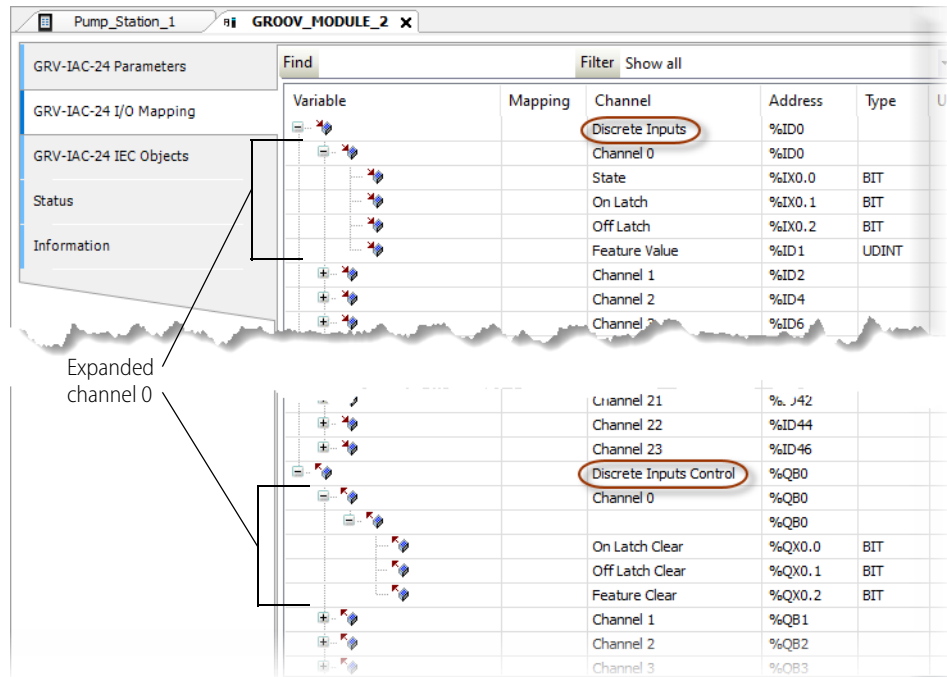 Pump_Station_1 GROOV_MODULE_2 X
GRV-IAC-24 Parameters
GRV-IAC-24 I/O Mapping
GRV-IAC-24 IEC Objects
Status
Information
Find Filter Show all
Variable Mapping Channel Address Type U
Discrete Inputs %ID0
Channel 0 %ID0
State %IX0.0 BIT
On Latch %IX0.1 BIT
Off Latch %IX0.2 BIT
Feature Value %ID1 UDINT
Channel 1 %ID2
Channel 2 %ID4
Channel 3 %ID6
Expanded
channel 0
Channel 21
Channel 22 %ID44
Channel 23 %ID46
Discrete Inputs Control %QB0
Channel 0 %QB0
%QB0
On Latch Clear %QX0.0 BIT
Off Latch Clear %QX0.1 BIT
Feature Clear %QX0.2 BIT
Channel 1 %QB1
Channel 2 %QB2
Channel 3 %QB3